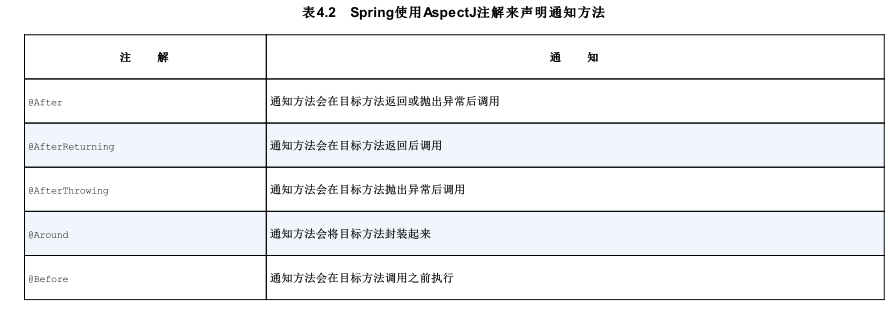 表4.2 Spring使用AspectJ注解来声明通知方法
注 解 通 知
@After 通知方法会在目标方法返回或抛出异常后调用
@AfterReturning 通知方法会在目标方法返回后调用
@AfterThrowing 通知方法会在目标方法抛出异常后调用
@Around 通知方法会将目标方法封装起来
@Before 通知方法会在目标方法调用之前执行